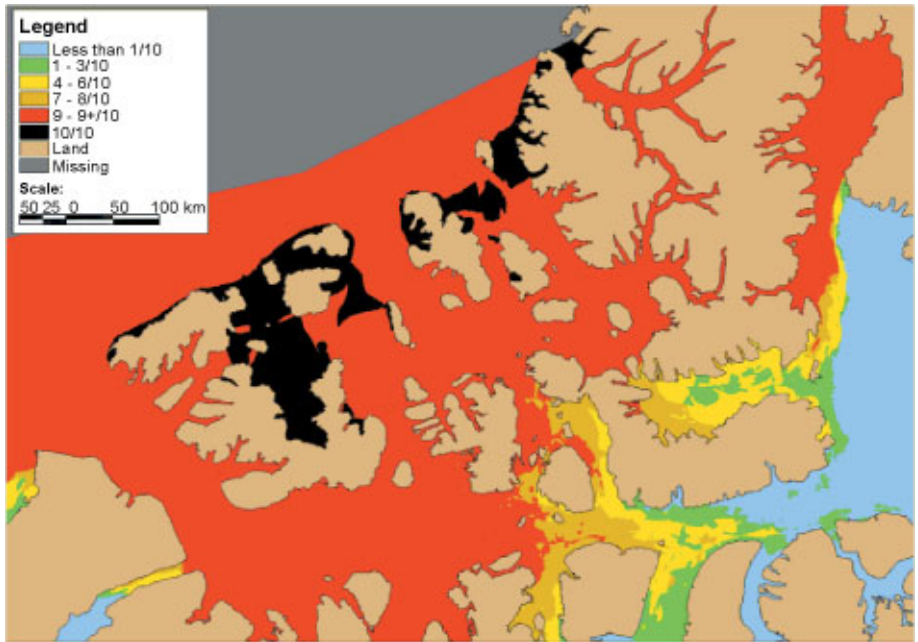 Legend
Less than 1/10
1 - 3/10
4 - 6/10
7 - 8/10
9 - 9+/10
10/10
Land
Missing
Scale:
50 25 0 50 100 km